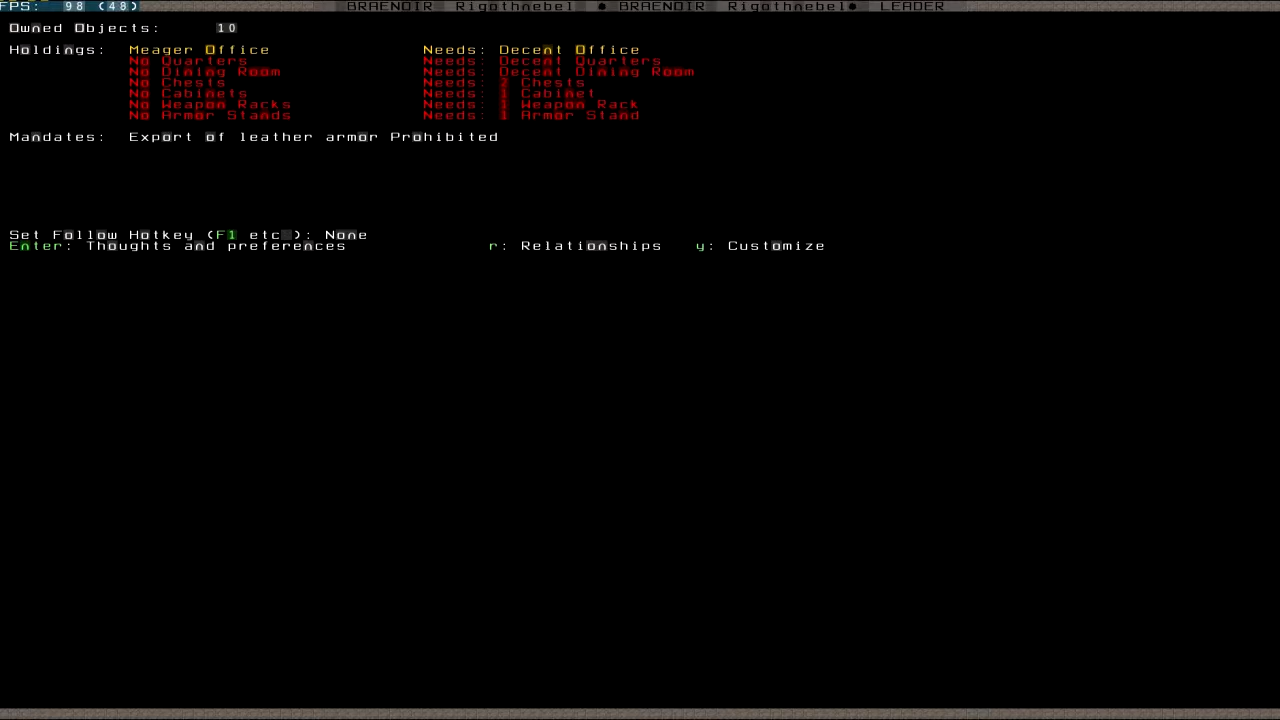 FPS: 98 (48) BRAENDIR Rigothnebel ● BRAENDIR Rigothnebel● LEADER
Owned Objects: 10
Holdings: Meager Office Needs: Decent Office
No Quarters Needs: Decent Quarters
No Dining Room Needs: Decent Dining Room
No Chests Needs: 2 Chests
No Cabinets Needs: 1 Cabinet
No Weapon Racks Needs: 1 Weapon Rack
No Armor Stands Needs: 1 Armor Stand
Mandates: Export of leather armor Prohibited
Set Follow Hotkey (F1 etc ): None
Enter: Thoughts and preferences r: Relationships y: Customize